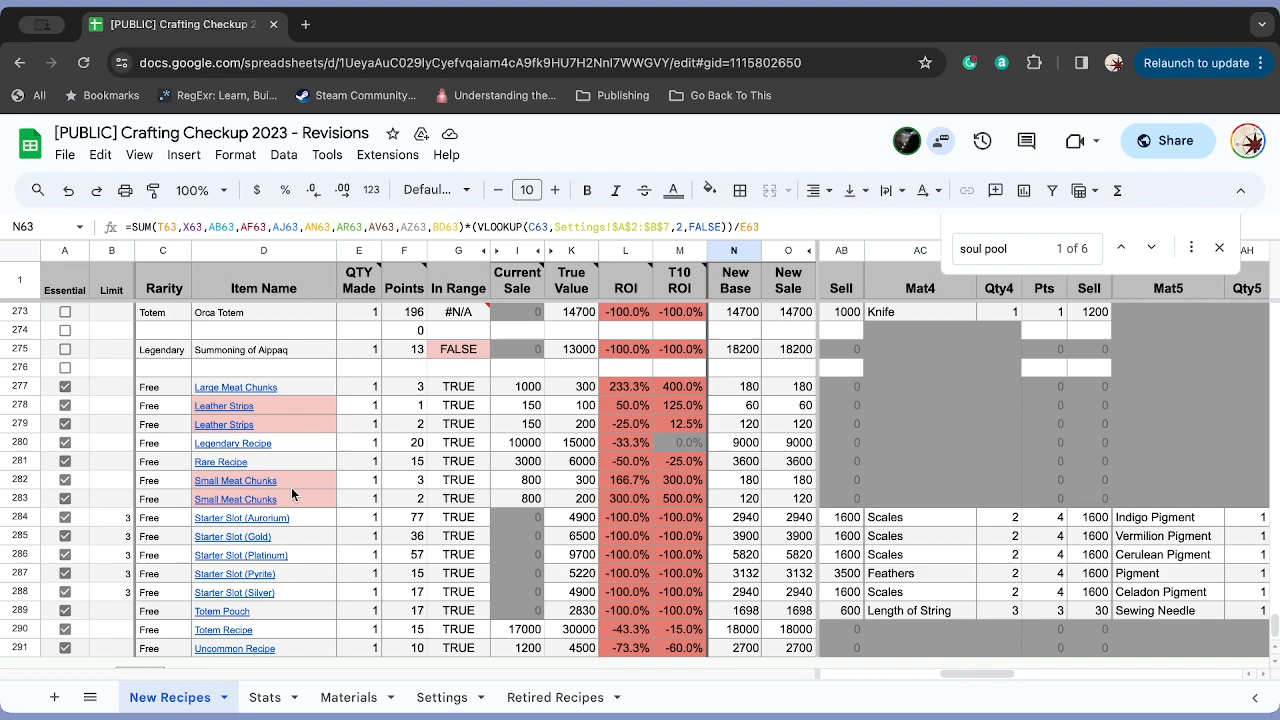 [PUBLIC] Crafting Checkup 2
docs.google.com/spreadsheets/d/1UeyaAuC029lyCyefvqaiam4cA9fk9HU7H2Nnl7WWGVY/edit#gid=1115802650
Relaunch to update
All Bookmarks RegExr: Learn, Bui... Steam Community... Understanding the... Publishing Go Back To This
[PUBLIC] Crafting Checkup 2023 - Revisions
Share
File Edit View Insert Format Data Tools Extensions Help
100% $ % .0 .00 123 Defaul... 10 B I A
N63 fx =SUM(T63,X63,AB63,AF63,AJ63,AN63,AR63,AV63,AZ63,BD63)*(VLOOKUP(C63,Settings!$A$2:$B$7,2,FALSE))/E63
soul pool 1 of 6
A B C D E F G I K L M N O AB AC AH
1 Essential Limit Rarity Item Name QTY Made Points In Range Current Sale True Value ROI T10 ROI New Base New Sale Sell Mat4 Qty4 Pts Sell Mat5 Qty5
273 Totem Orca Totem 1 196 #N/A 0 14700 -100.0% -100.0% 14700 14700 1000 Knife 1 1 1200
274 0
275 Legendary Summoning of Aippaq 1 13 FALSE 0 13000 -100.0% -100.0% 18200 18200 0 0 0
276
277 Free Large Meat Chunks 1 3 TRUE 1000 300 233.3% 400.0% 180 180 0 0 0
278 Free Leather Strips 1 1 TRUE 150 100 50.0% 125.0% 60 60 0 0 0
279 Free Leather Strips 1 2 TRUE 150 200 -25.0% 12.5% 120 120 0 0 0
280 Free Legendary Recipe 1 20 TRUE 10000 15000 -33.3% 0.0% 9000 9000 0 0 0
281 Free Rare Recipe 1 15 TRUE 3000 6000 -50.0% -25.0% 3600 3600 0 0 0
282 Free Small Meat Chunks 1 3 TRUE 800 300 166.7% 300.0% 180 180 0 0 0
283 Free Small Meat Chunks 1 2 TRUE 800 200 300.0% 500.0% 120 120 0 0 0
284 3 Free Starter Slot (Aurorium) 1 77 TRUE 0 4900 -100.0% -100.0% 2940 2940 1600 Scales 2 4 1600 Indigo Pigment 1
285 3 Free Starter Slot (Gold) 1 36 TRUE 0 6500 -100.0% -100.0% 3900 3900 1600 Scales 2 4 1600 Vermilion Pigment 1
286 3 Free Starter Slot (Platinum) 1 57 TRUE 0 9700 -100.0% -100.0% 5820 5820 1600 Scales 2 4 1600 Cerulean Pigment 1
287 3 Free Starter Slot (Pyrite) 1 15 TRUE 0 5220 -100.0% -100.0% 3132 3132 3500 Feathers 2 4 1600 Pigment 1
288 3 Free Starter Slot (Silver) 1 17 TRUE 0 4900 -100.0% -100.0% 2940 2940 1600 Scales 2 4 1600 Celadon Pigment 1
289 Free Totem Pouch 1 17 TRUE 0 2830 -100.0% -100.0% 1698 1698 600 Length of String 3 3 30 Sewing Needle 1
290 Free Totem Recipe 1 15 TRUE 17000 30000 -43.3% -15.0% 18000 18000 0 0 0
291 Free Uncommon Recipe 1 10 TRUE 1200 4500 -73.3% -60.0% 2700 2700 0 0 0
New Recipes Stats Materials Settings Retired Recipes